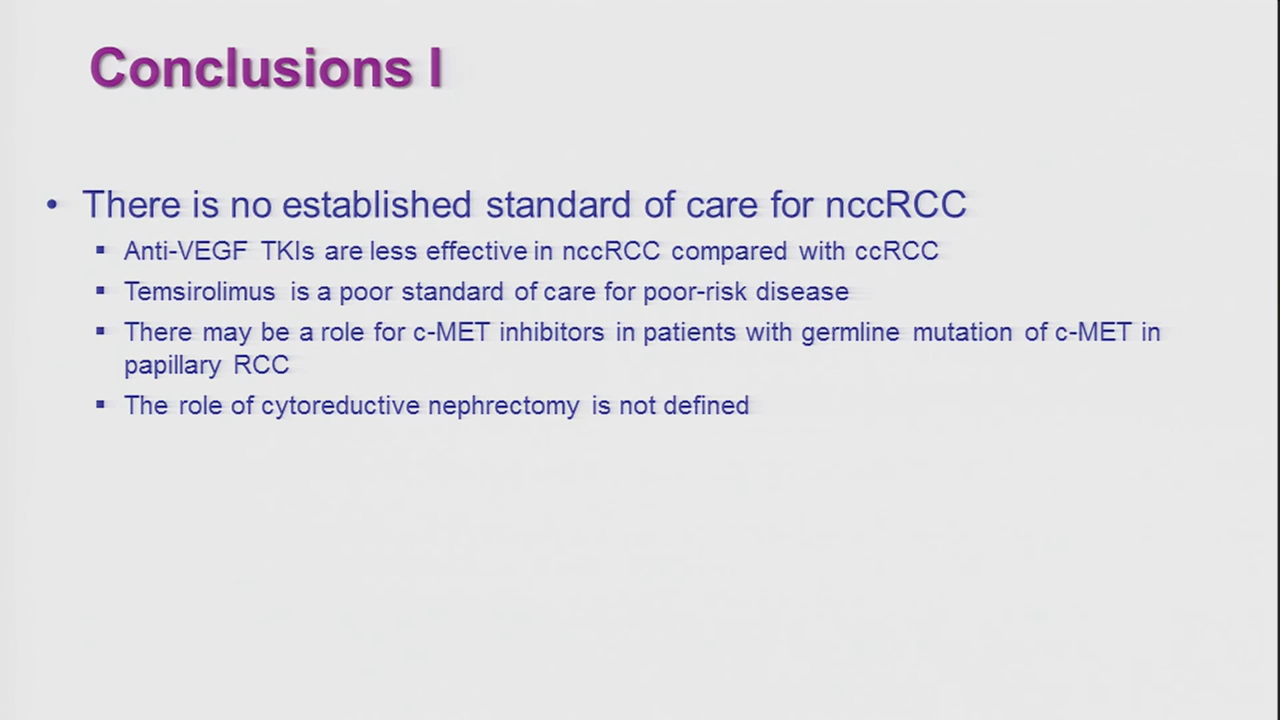 Conclusions I
• There is no established standard of care for nccRCC
▪ Anti-VEGF TKIs are less effective in nccRCC compared with ccRCC
▪ Temsirolimus is a poor standard of care for poor-risk disease
▪ There may be a role for c-MET inhibitors in patients with germline mutation of c-MET in
papillary RCC
▪ The role of cytoreductive nephrectomy is not defined